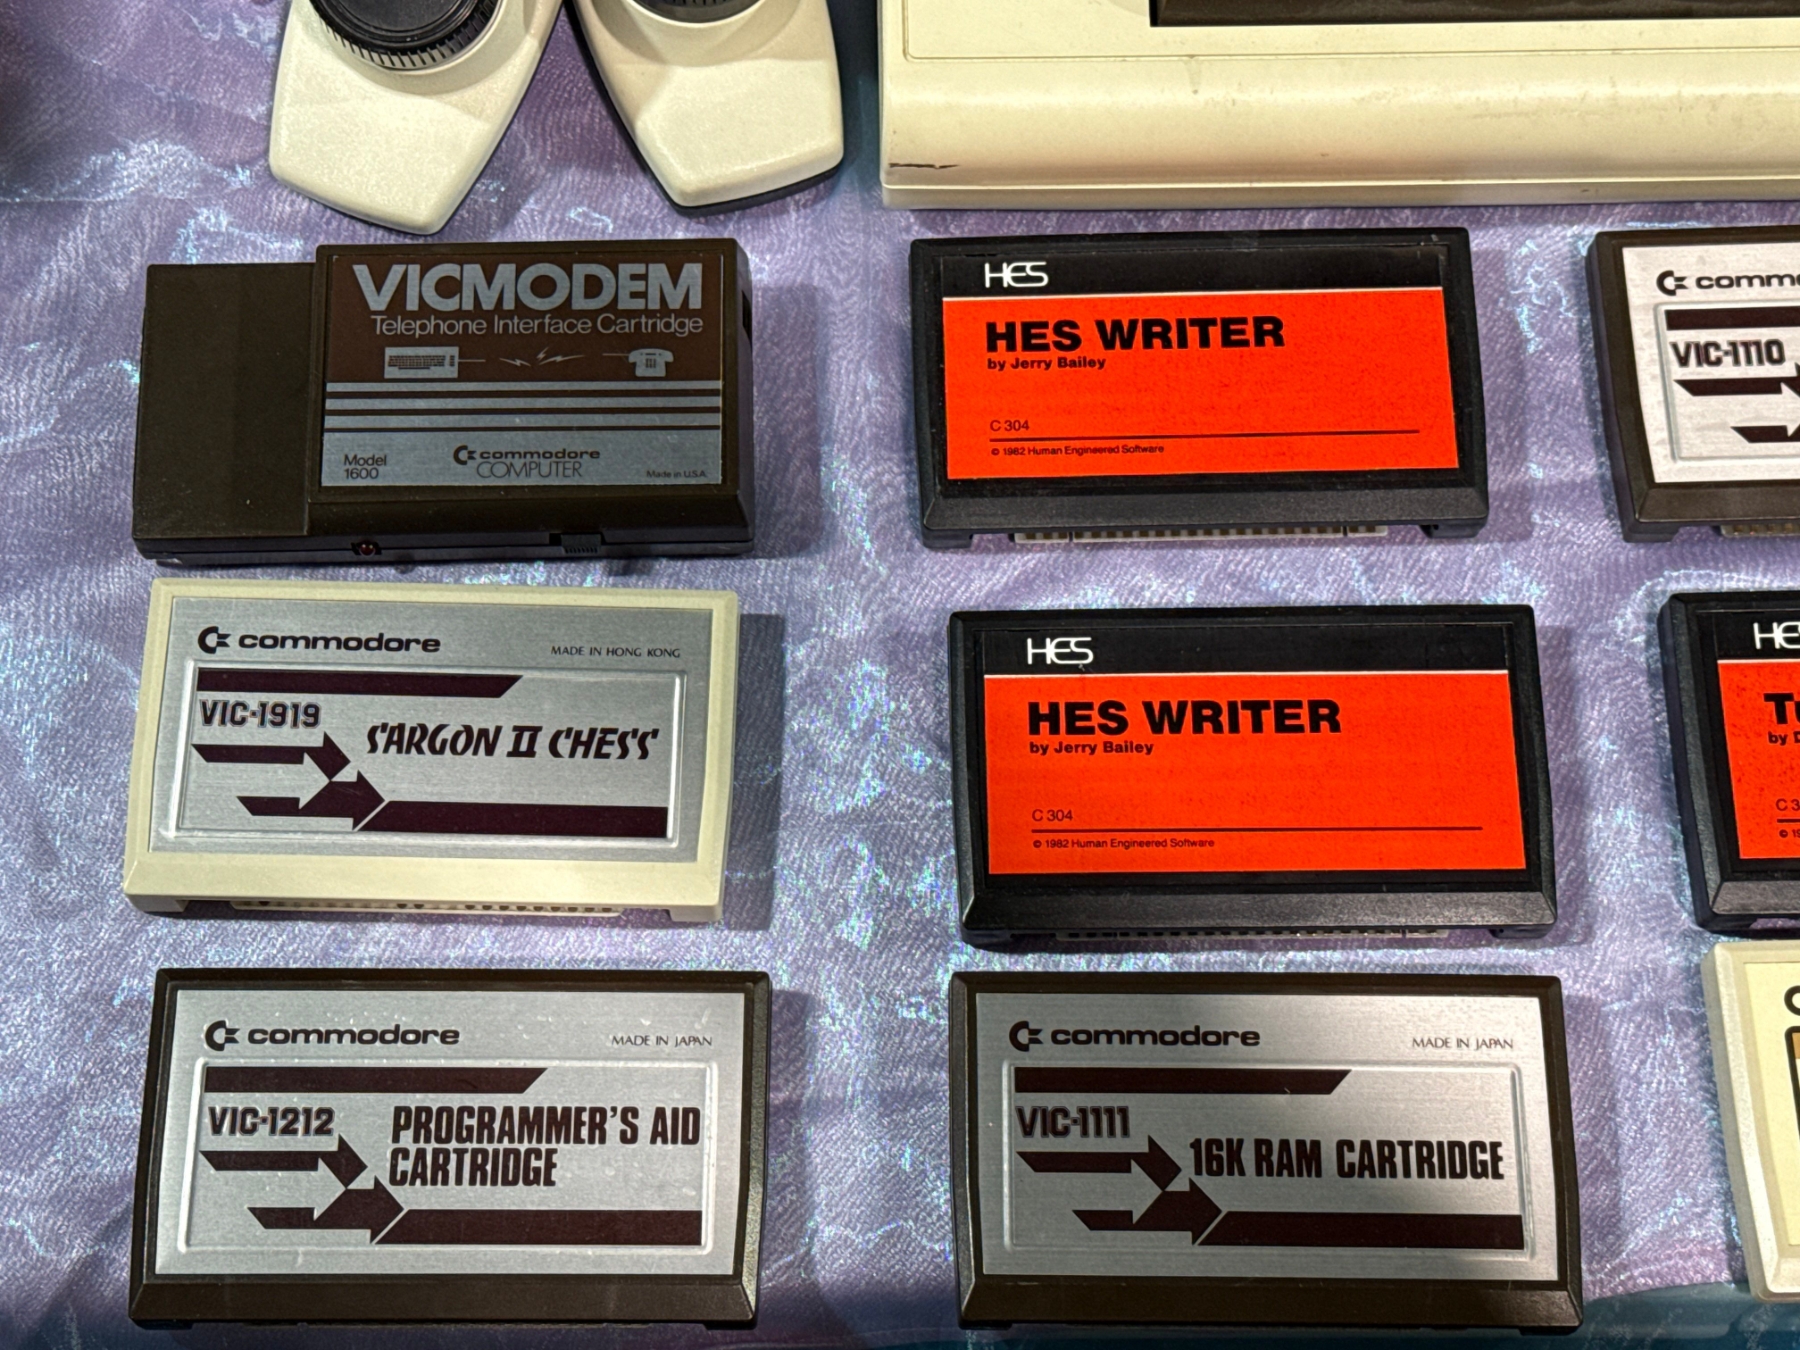 VICMODEM
Telephone Interface Cartridge
Model
1600
commodore
COMPUTER
Made in U.S.A.
HES
HES WRITER
by Jerry Bailey
C 304
© 1982 Human Engineered Software
VIC-1110
commodore
MADE IN HONG KONG
VIC-1919
SARGON II CHESS
HES
HES WRITER
by Jerry Bailey
C 304
© 1982 Human Engineered Software
HES
by
commodore
MADE IN JAPAN
VIC-1212
PROGRAMMER'S AID
CARTRIDGE
commodore
MADE IN JAPAN
VIC-1111
16K RAM CARTRIDGE